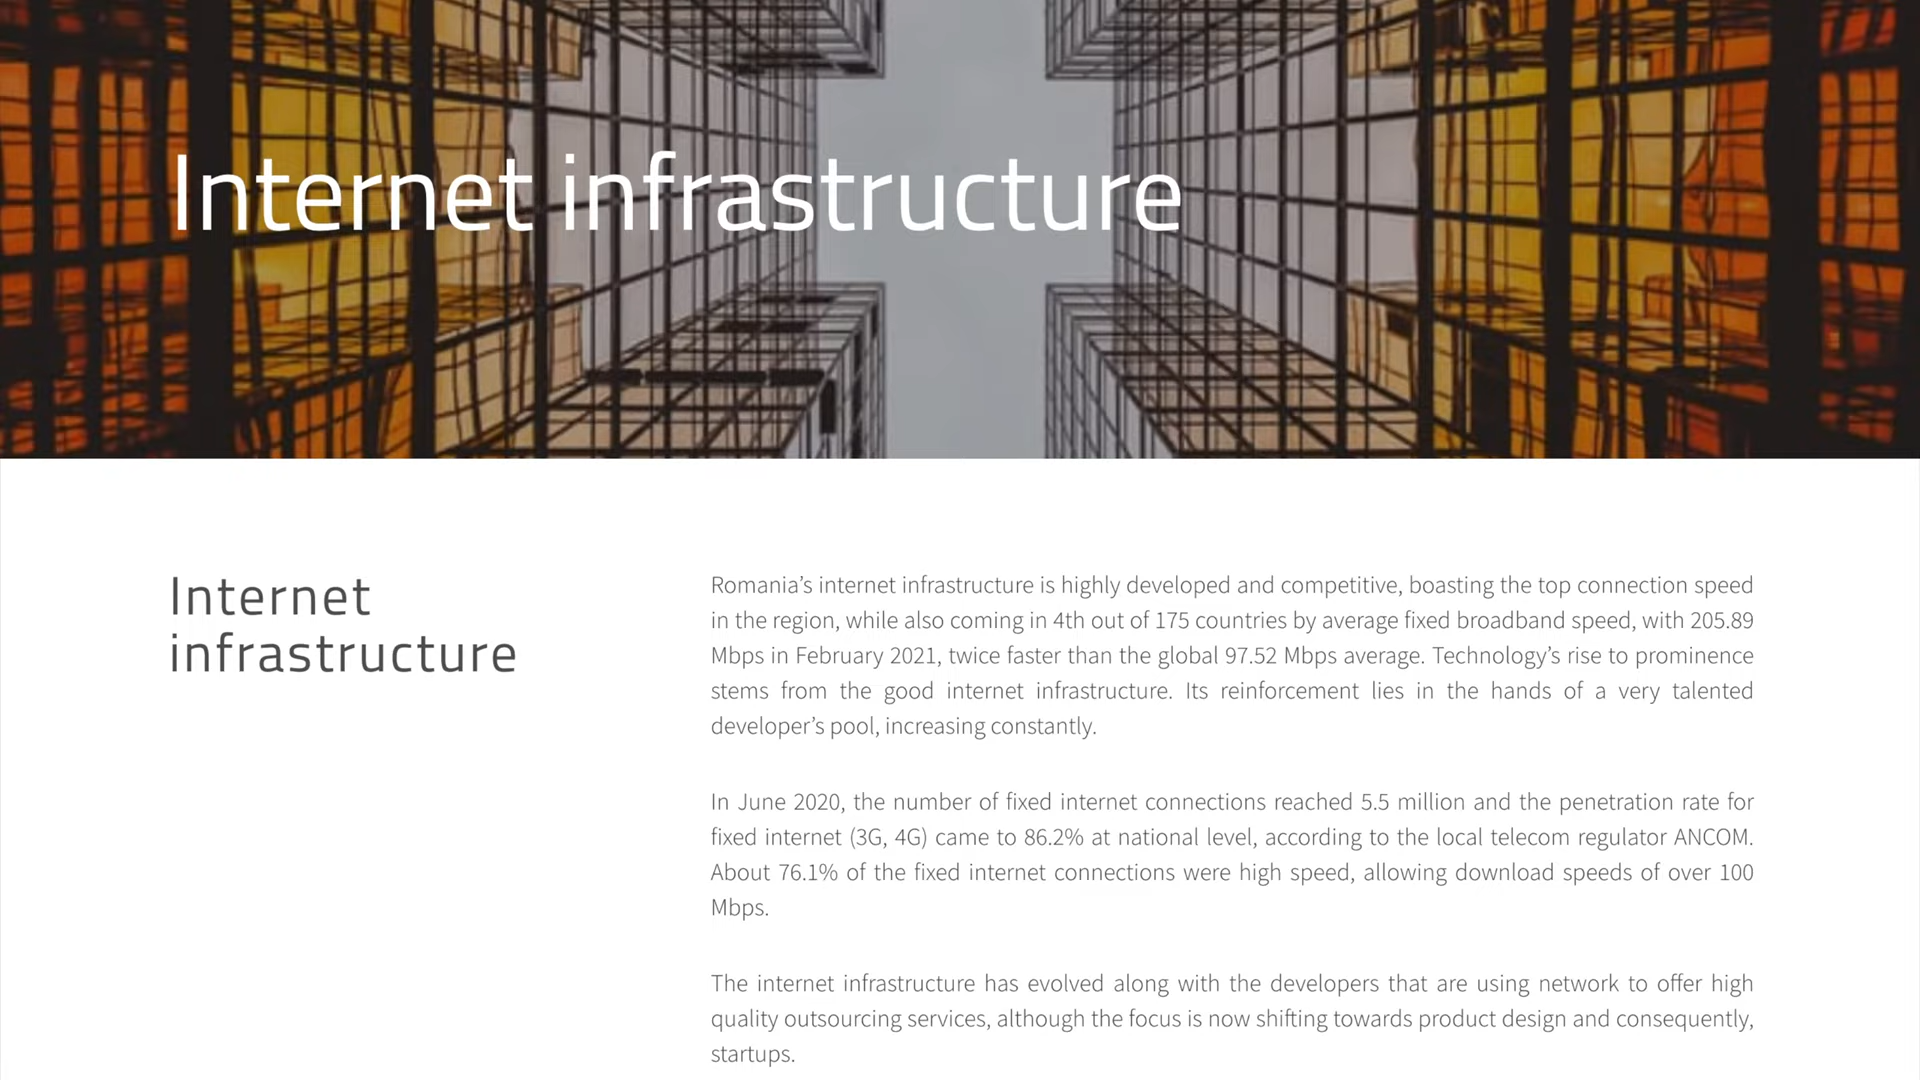 Internet infrastructure
Internet
infrastructure
Romania’s internet infrastructure is highly developed and competitive, boasting the top connection speed
in the region, while also coming in 4th out of 175 countries by average fixed broadband speed, with 205.89
Mbps in February 2021, twice faster than the global 97.52 Mbps average. Technology’s rise to prominence
stems from the good internet infrastructure. Its reinforcement lies in the hands of a very talented
developer’s pool, increasing constantly.
In June 2020, the number of fixed internet connections reached 5.5 million and the penetration rate for
fixed internet (3G, 4G) came to 86.2% at national level, according to the local telecom regulator ANCOM.
About 76.1% of the fixed internet connections were high speed, allowing download speeds of over 100
Mbps.
The internet infrastructure has evolved along with the developers that are using network to offer high
quality outsourcing services, although the focus is now shifting towards product design and consequently,
startups.